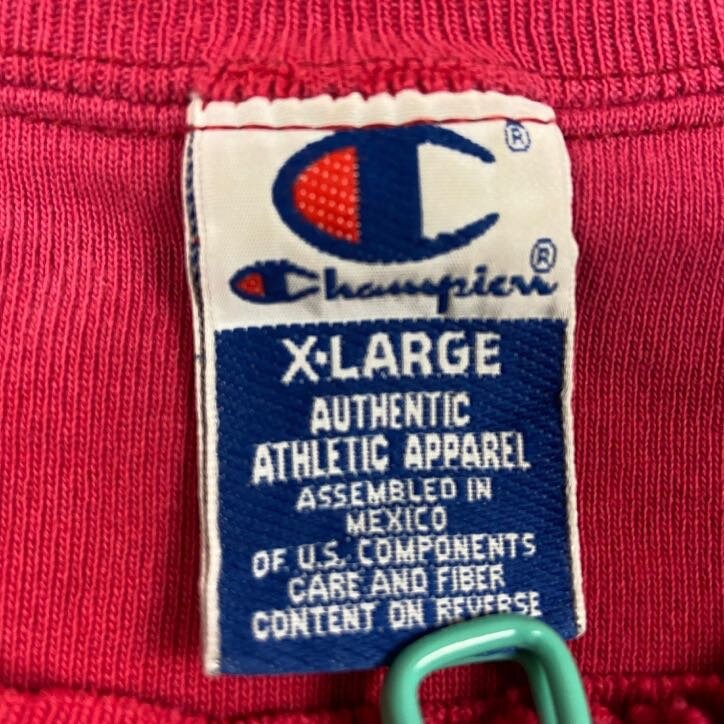 ®
Champion®
X·LARGE
AUTHENTIC
ATHLETIC APPAREL
ASSEMBLED IN
MEXICO
OF U.S. COMPONENTS
CARE AND FIBER
CONTENT ON REVERSE